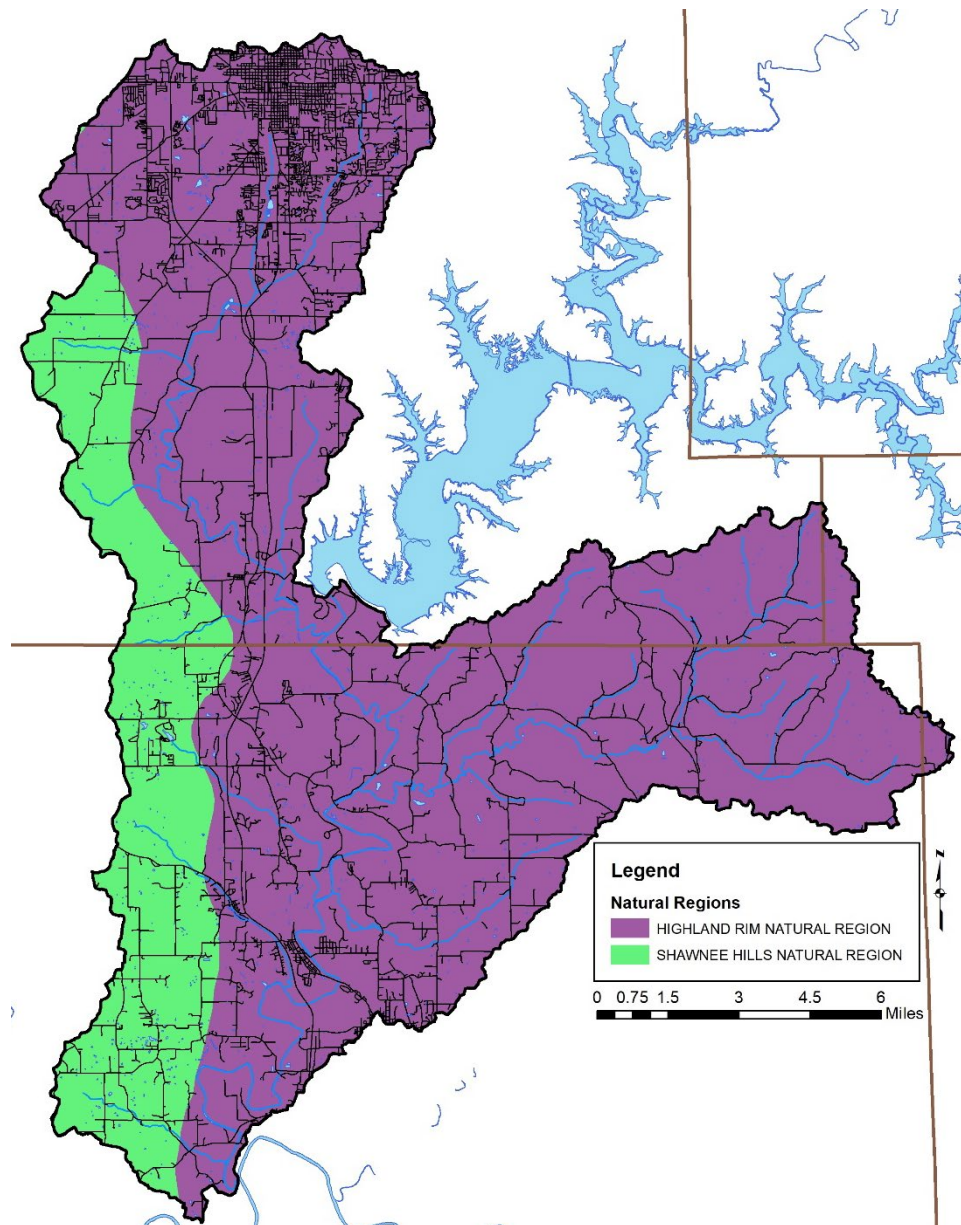 Z
Legend
Natural Regions
HIGHLAND RIM NATURAL REGION
SHAWNEE HILLS NATURAL REGION
0 0.75 1.5 3 4.5 6
Miles